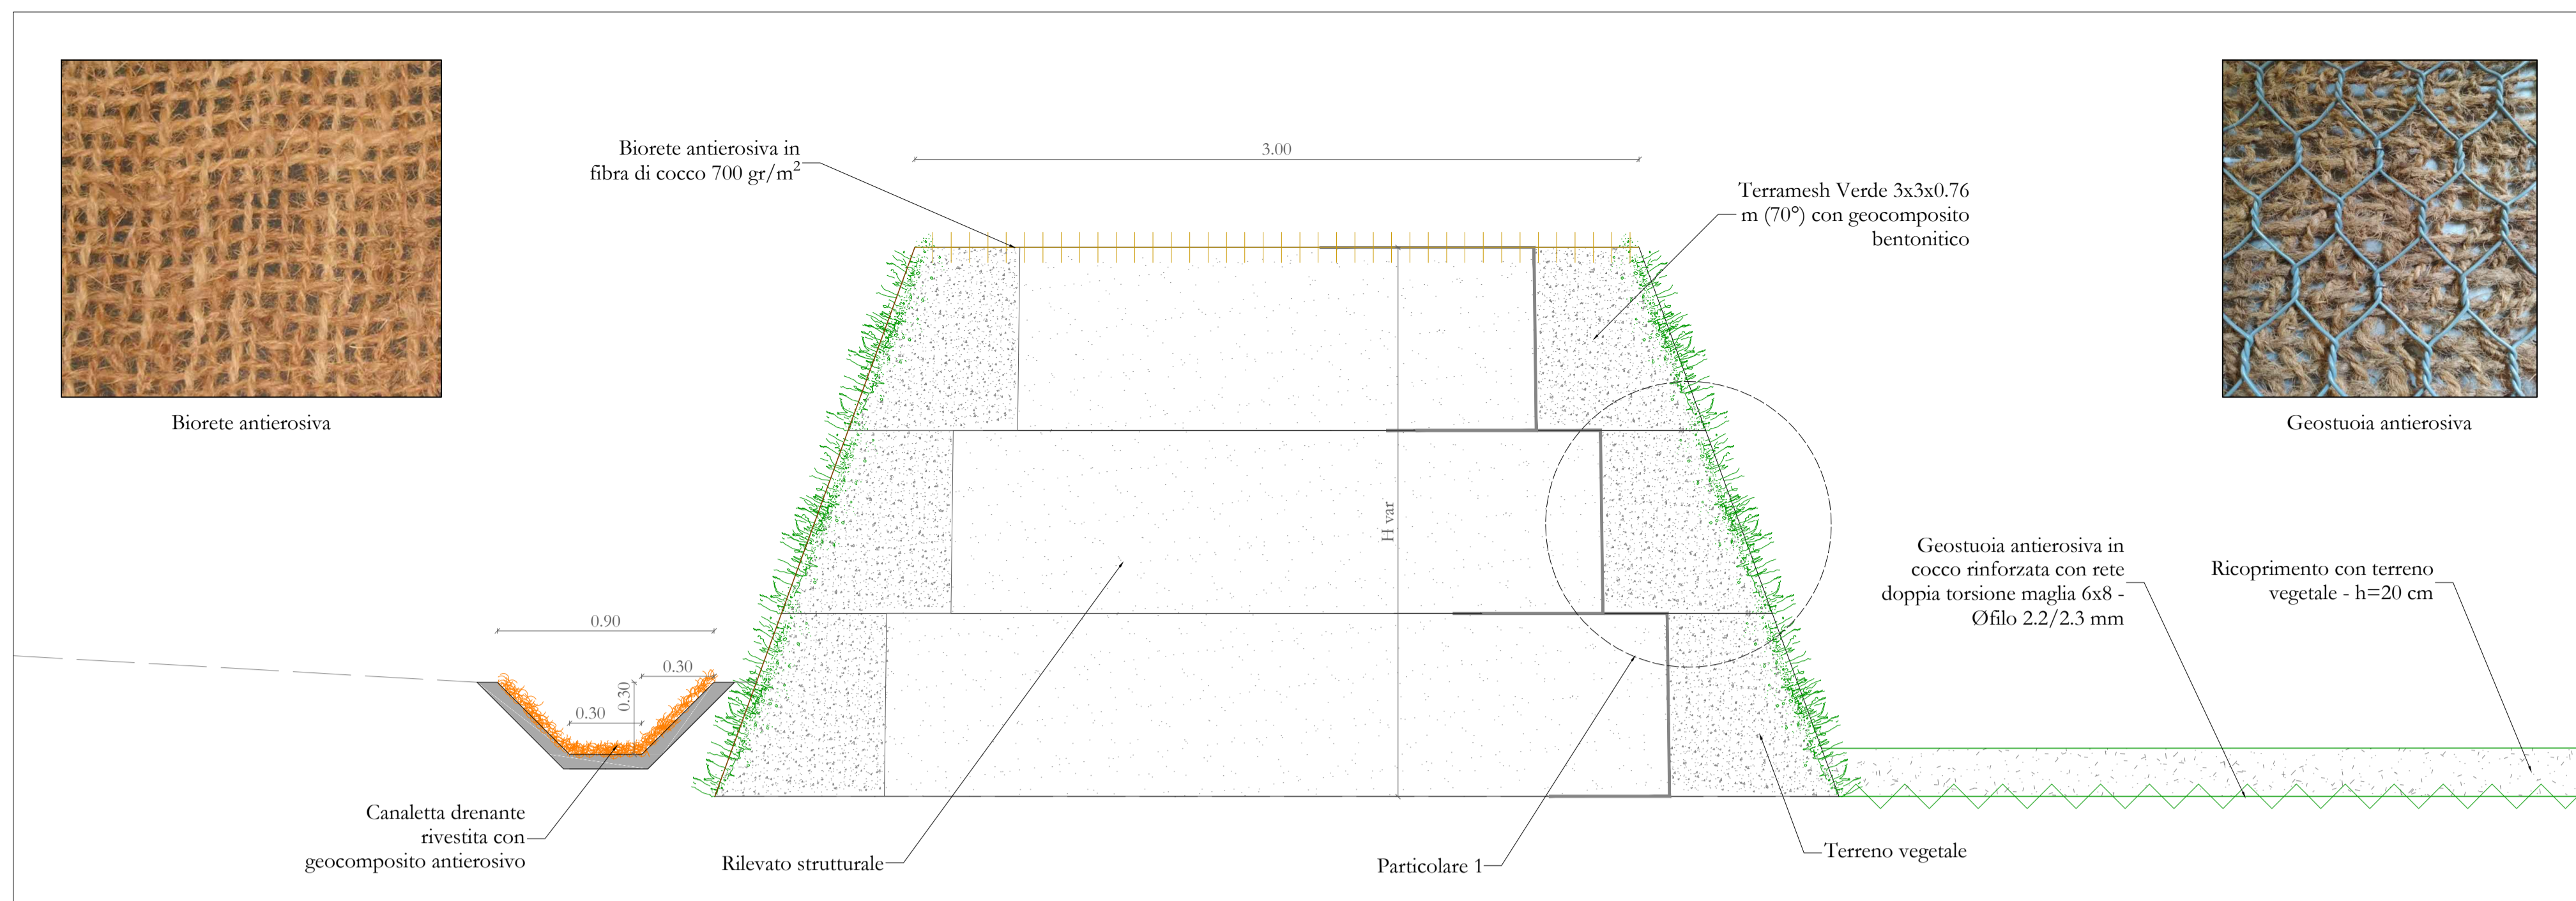 Biorete antierosiva
Biorete antierosiva in
fibra di cocco 700 gr/m²
3.00
Terramesh Verde 3x3x0.76
m (70°) con geocomposito
bentonitico
Geostuoia antierosiva
H var
Geostuoia antierosiva in
cocco rinforzata con rete
doppia torsione maglia 6x8 -
Øfilo 2.2/2.3 mm
Ricoprimento con terreno
vegetale - h=20 cm
0.90
0.30
0.30
0.30
Canaletta drenante
rivestita con
geocomposito antierosivo
Rilevato strutturale
Particolare 1
Terreno vegetale